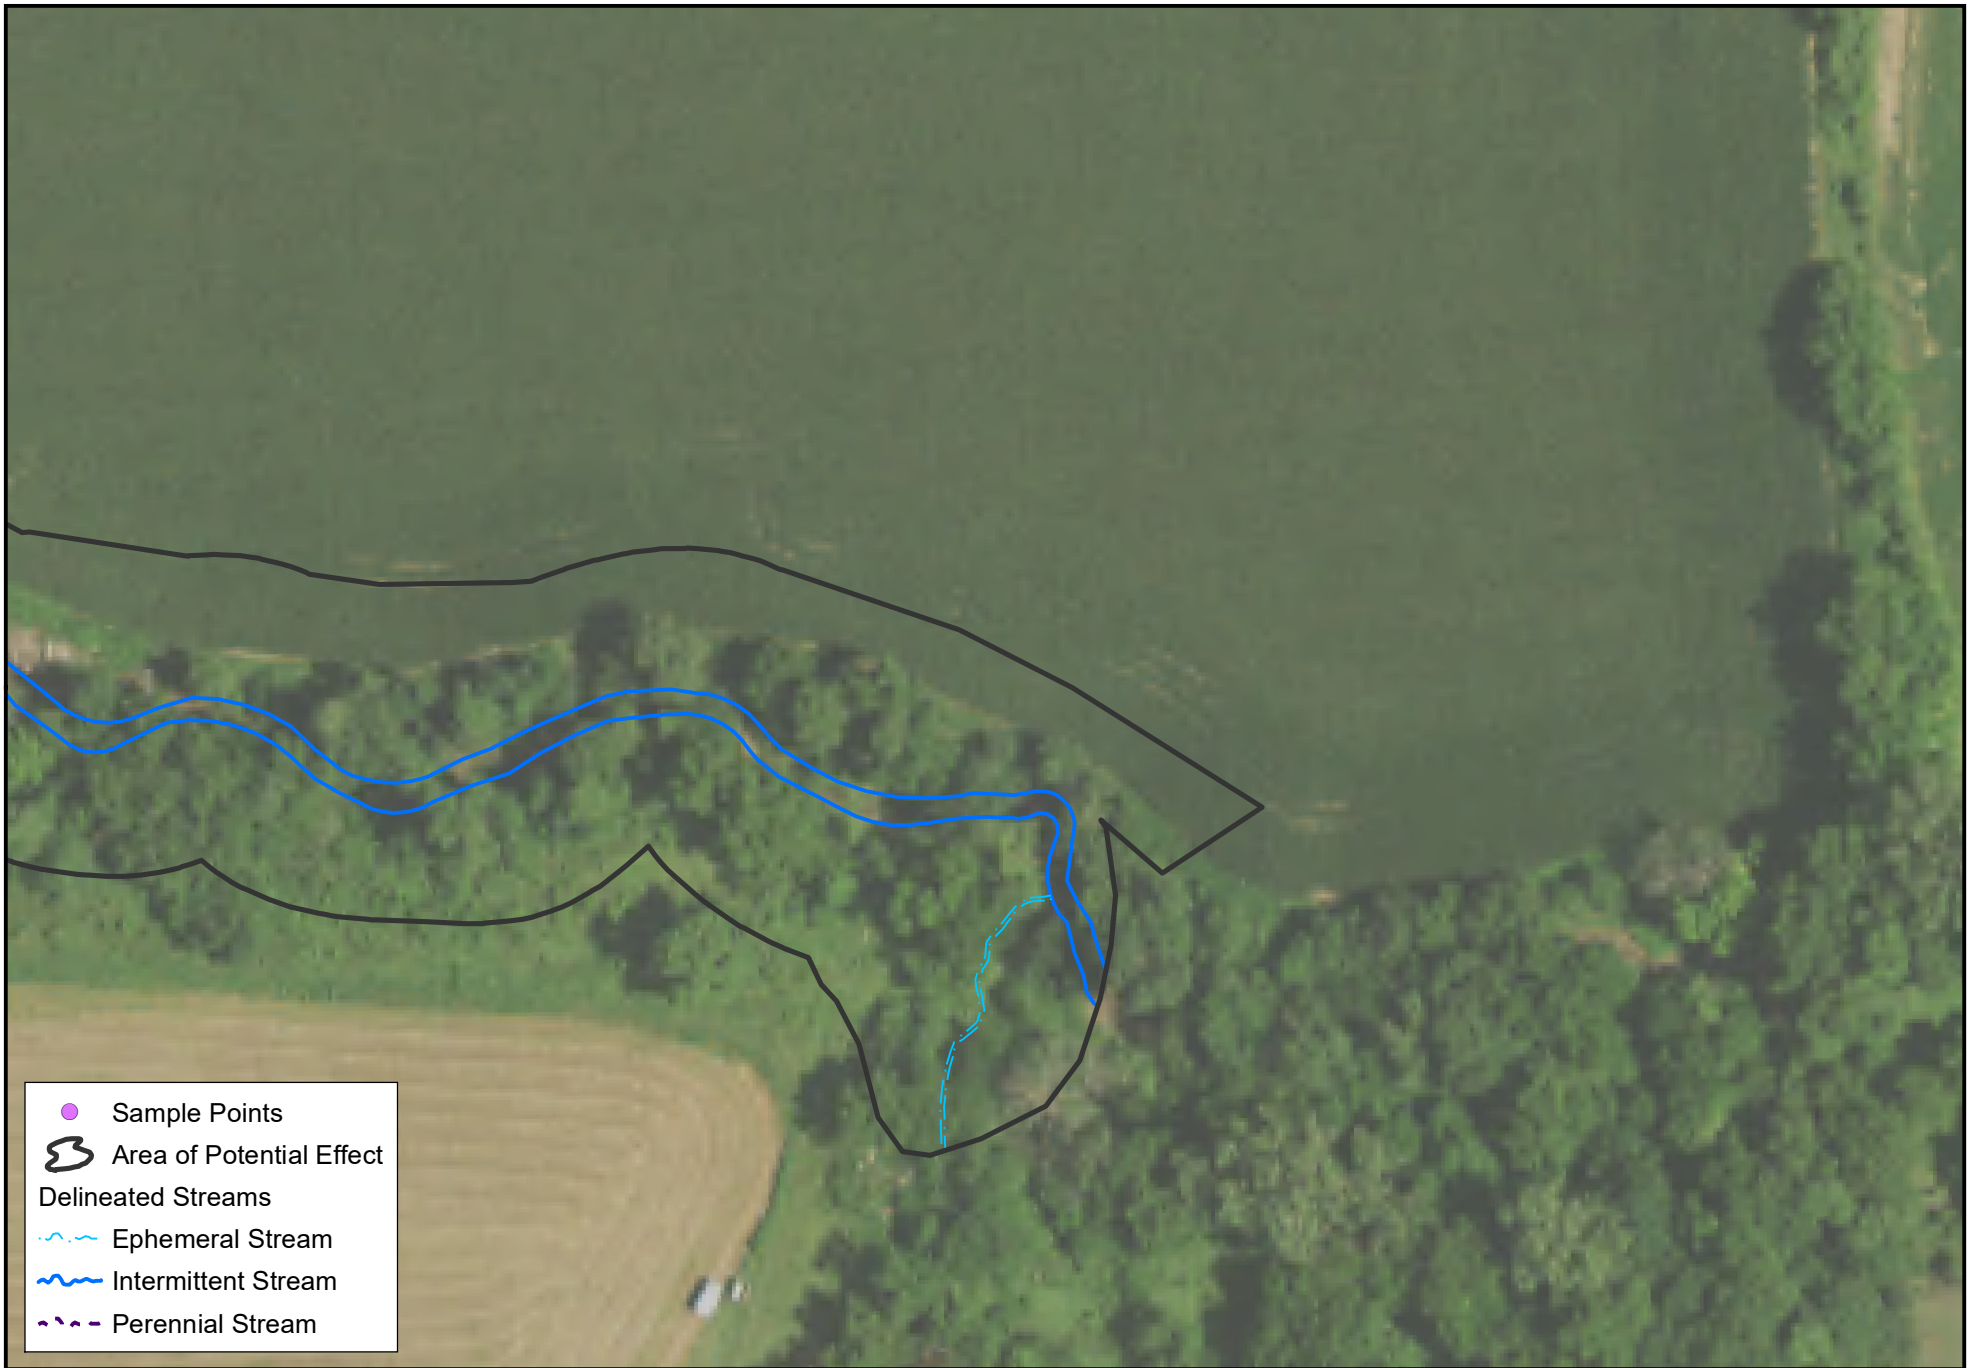 Sample Points
Area of Potential Effect
Delineated Streams
Ephemeral Stream
Intermittent Stream
Perennial Stream